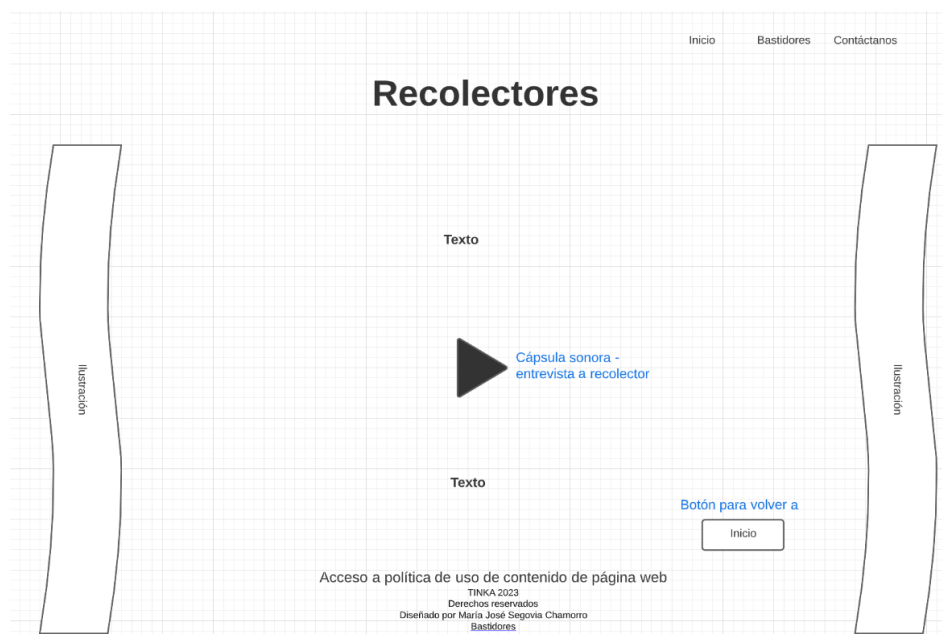 Inicio Bastidores Contáctanos
Recolectores
Texto
Cápsula sonora -
entrevista a recolector
Ilustración
Ilustración
Texto
Botón para volver a
Inicio
Acceso a política de uso de contenido de página web
TINKA 2023
Derechos reservados
Diseñado por María José Segovia Chamorro
Bastidores